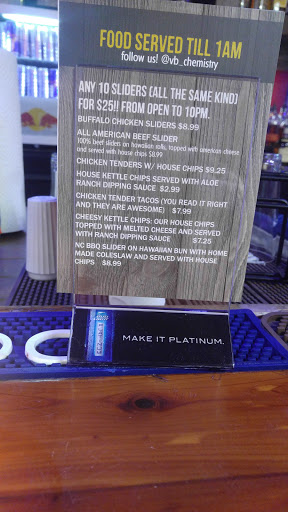 FOOD SERVED TILL 1AM
follow us! @vb_chemistry
ANY 10 SLIDERS (ALL THE SAME KIND)
FOR $25!! FROM OPEN TO 10PM.
BUFFALO CHICKEN SLIDERS $8.99
ALL AMERICAN BEEF SLIDER
100% beef sliders on hawaiian rolls, topped with american cheese
and served with house chips $8.99
CHICKEN TENDERS W/ HOUSE CHIPS $9.25
HOUSE KETTLE CHIPS SERVED WITH ALOE
RANCH DIPPING SAUCE $2.99
CHICKEN TENDER TACOS (YOU READ IT RIGHT
AND THEY ARE AWESOME) $7.99
CHEESY KETTLE CHIPS: OUR HOUSE CHIPS
TOPPED WITH MELTED CHEESE AND SERVED
WITH RANCH DIPPING SAUCE $7.25
NC BBQ SLIDER ON HAWAIIAN BUN WITH HOME
MADE COLESLAW AND SERVED WITH HOUSE
CHIPS $8.99
MAKE IT PLATINUM.